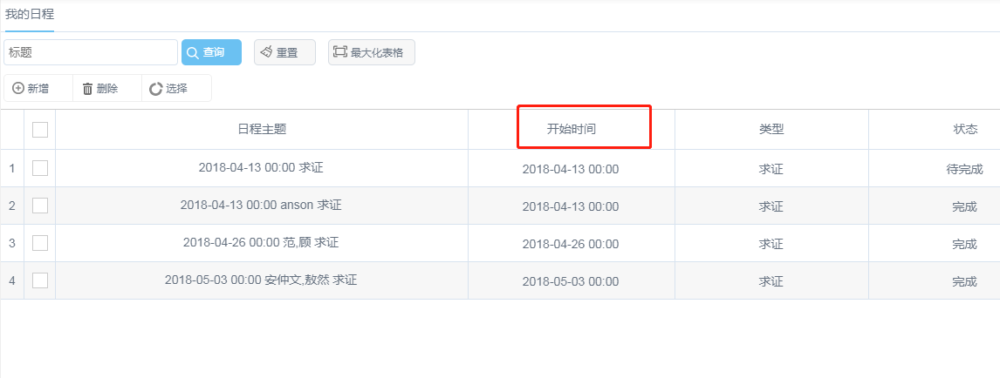 我的日程
标题 查询 重置 最大化表格
新增 删除 选择
日程主题 开始时间 类型 状态
1 2018-04-13 00:00 求证 2018-04-13 00:00 求证 待完成
2 2018-04-13 00:00 anson 求证 2018-04-13 00:00 求证 完成
3 2018-04-26 00:00 范,顾 求证 2018-04-26 00:00 求证 完成
4 2018-05-03 00:00 安仲文,敖然 求证 2018-05-03 00:00 求证 完成